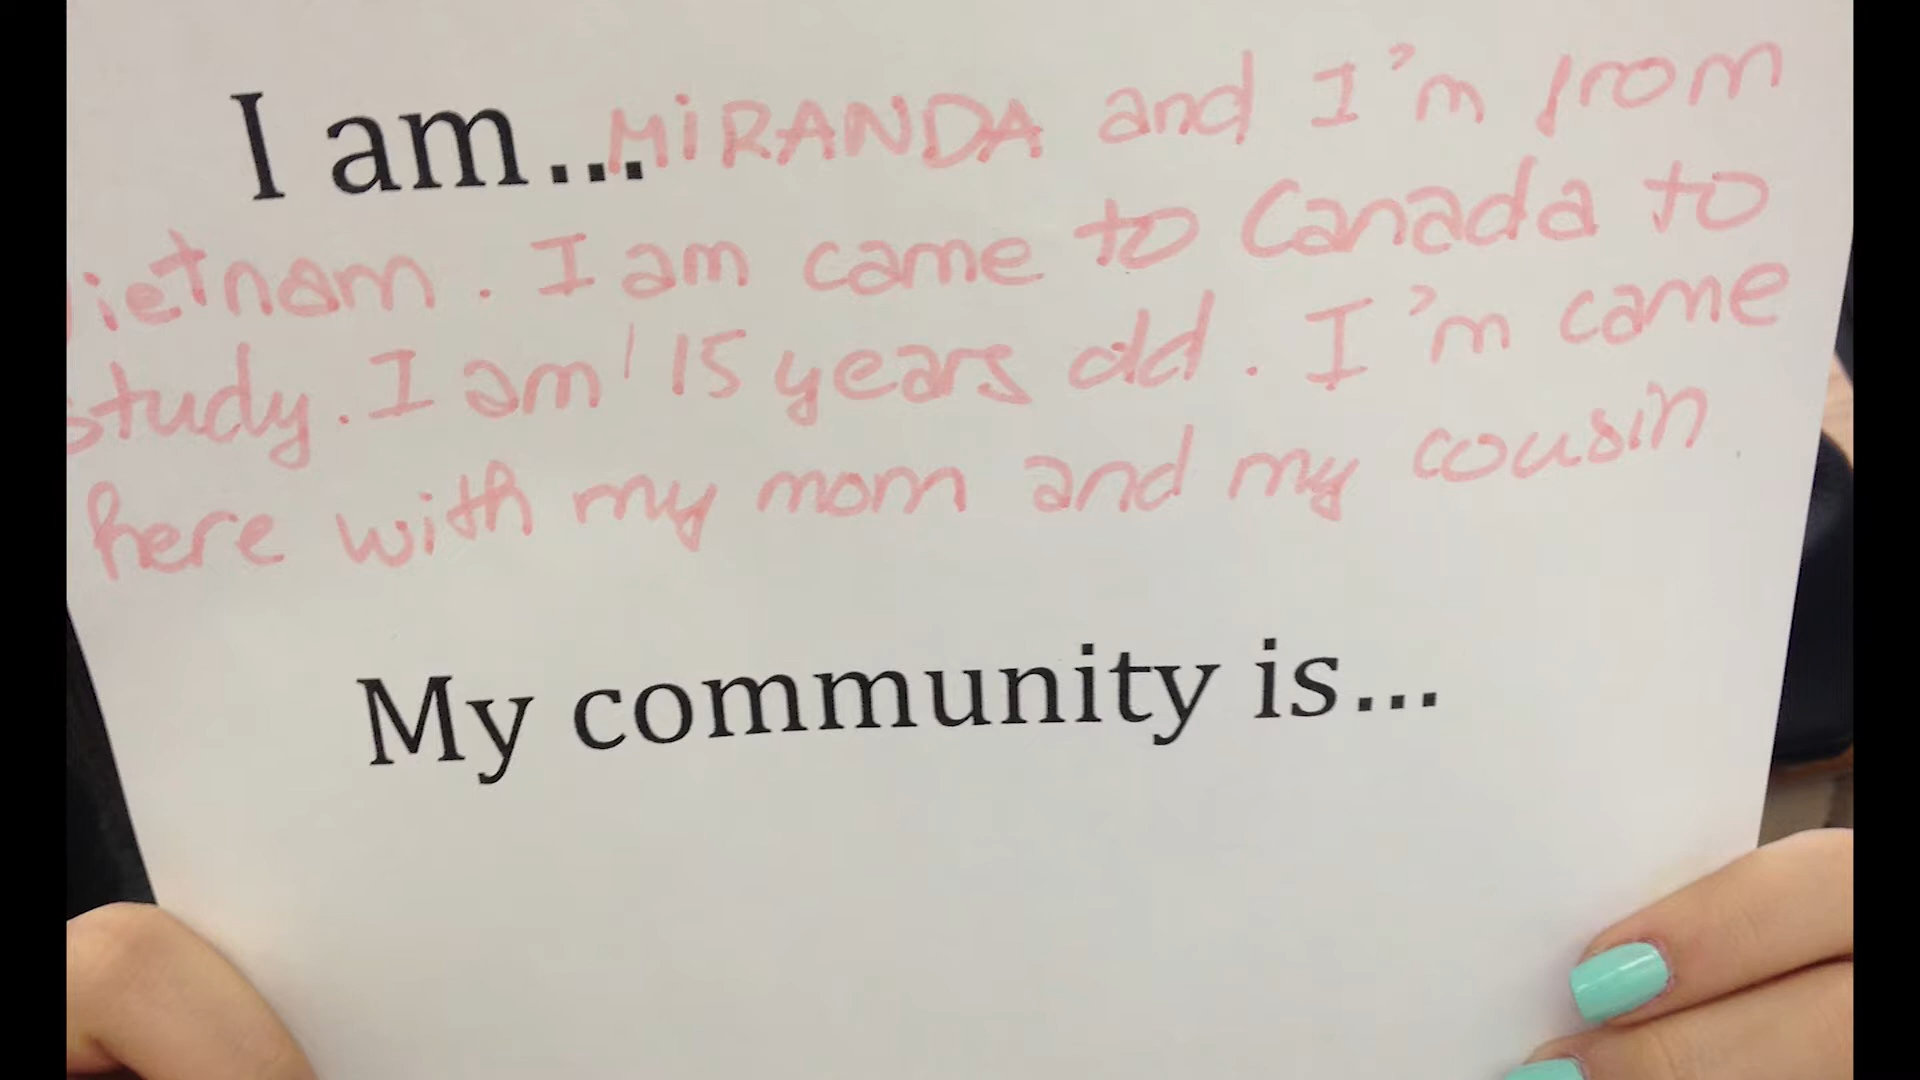 I am... MiRANDA and I'm from
Vietnam. I am came to Canada to
study. I am 15 years old. I'm came
here with my mom and my cousin
My community is...